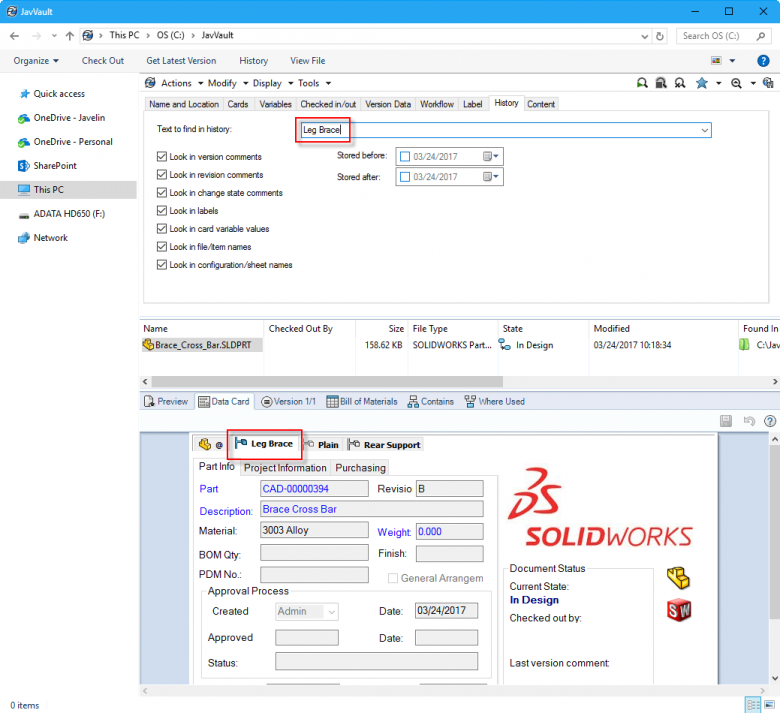 JavVault
This PC > OS (C:) > JavVault
Search OS (C:)
Organize Check Out Get Latest Version History View File
Quick access
OneDrive - Javelin
OneDrive - Personal
SharePoint
This PC
ADATA HD650 (F:)
Network
Actions Modify Display Tools
Name and Location Cards Variables Checked in/out Version Data Workflow Label History Content
Text to find in history: Leg Brace
Look in version comments Stored before: 03/24/2017
Look in revision comments Stored after: 03/24/2017
Look in change state comments
Look in labels
Look in card variable values
Look in file/item names
Look in configuration/sheet names
Name Checked Out By Size File Type State Modified Found In
Brace_Cross_Bar.SLDPRT 158.62 KB SOLIDWORKS Part... In Design 03/24/2017 10:18:34 C:\Jav
Preview Data Card Version 1/1 Bill of Materials Contains Where Used
@ Leg Brace Plain Rear Support
Part Info Project Information Purchasing
Part CAD-00000394 Revisio B
Description: Brace Cross Bar
Material: 3003 Alloy Weight: 0.000
BOM Qty: Finish:
PDM No.: General Arrangem
Approval Process
Created Admin Date: 03/24/2017
Approved Date:
Status:
SOLIDWORKS
Document Status
Current State:
In Design
Checked out by:
Last version comment:
SW
0 items